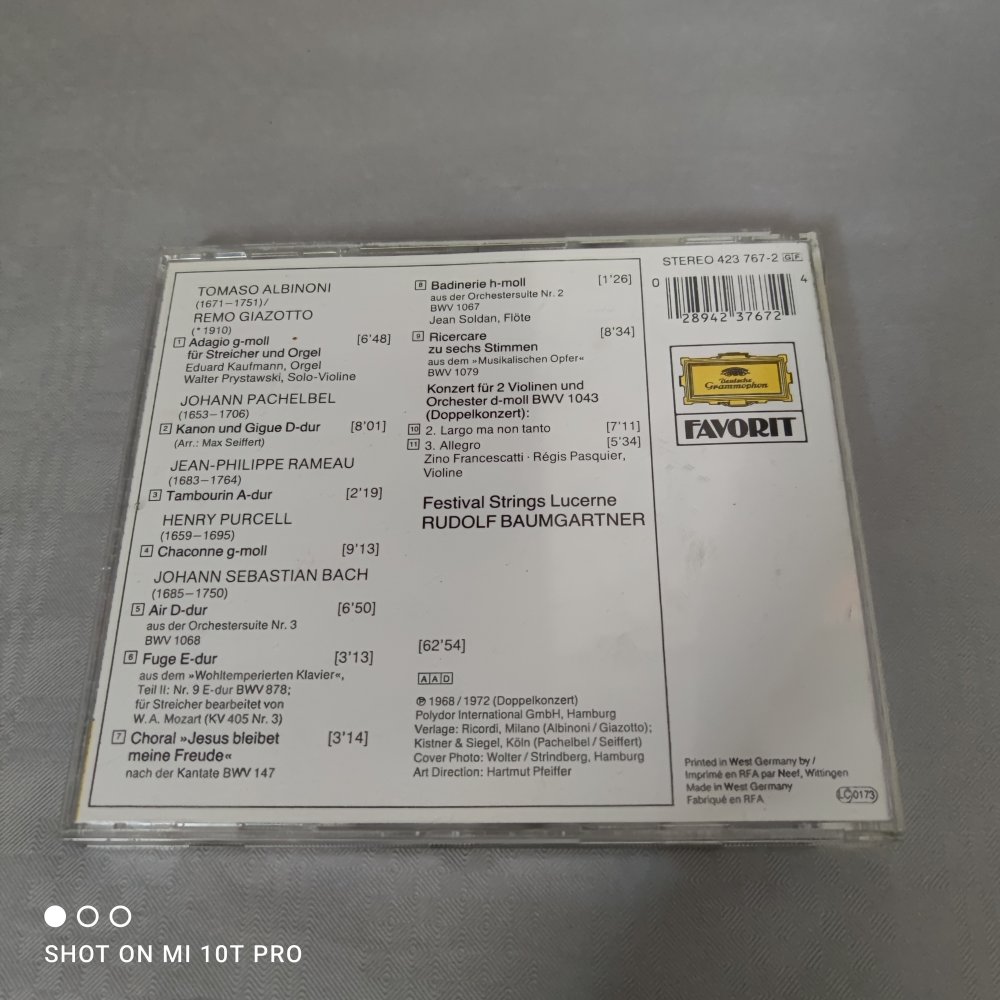 TOMASO ALBINONI
(1671–1751)/
REMO GIAZOTTO
(*1910)
1 Adagio g-moll [6'48]
für Streicher und Orgel
Eduard Kaufmann, Orgel
Walter Prystawski, Solo-Violine
JOHANN PACHELBEL
(1653–1706)
2 Kanon und Gigue D-dur [8'01]
(Arr.: Max Seiffert)
JEAN-PHILIPPE RAMEAU
(1683–1764)
3 Tambourin A-dur [2'19]
HENRY PURCELL
(1659–1695)
4 Chaconne g-moll [9'13]
JOHANN SEBASTIAN BACH
(1685–1750)
5 Air D-dur [6'50]
aus der Orchestersuite Nr. 3
BWV 1068
6 Fuge E-dur [3'13]
aus dem »Wohltemperierten Klavier«,
Teil II: Nr. 9 E-dur BWV 878;
für Streicher bearbeitet von
W.A. Mozart (KV 405 Nr. 3)
7 Choral »Jesus bleibet [3'14]
meine Freude«
nach der Kantate BWV 147
8 Badinerie h-moll [1'26]
aus der Orchestersuite Nr. 2
BWV 1067
Jean Soldan, Flöte
9 Ricercare [8'34]
zu sechs Stimmen
aus dem »Musikalischen Opfer«
BWV 1079
Konzert für 2 Violinen und
Orchester d-moll BWV 1043
(Doppelkonzert):
10 2. Largo ma non tanto [7'11]
11 3. Allegro [5'34]
Zino Francescatti · Régis Pasquier,
Violine
Festival Strings Lucerne
RUDOLF BAUMGARTNER
[62'54]
AAD
℗ 1968/1972 (Doppelkonzert)
Polydor International GmbH, Hamburg
Verlage: Ricordi, Milano (Albinoni/Giazotto);
Kistner & Siegel, Köln (Pachelbel/Seiffert)
Cover Photo: Wolter/Strindberg, Hamburg
Art Direction: Hartmut Pfeiffer
STEREO 423 767-2 GF
0 28942 37672 4
Deutsche
Grammophon
FAVORIT
Printed in West Germany by/
Imprimé en RFA par Neef, Wittingen
Made in West Germany
Fabriqué en RFA
LC 0173
SHOT ON MI 10T PRO